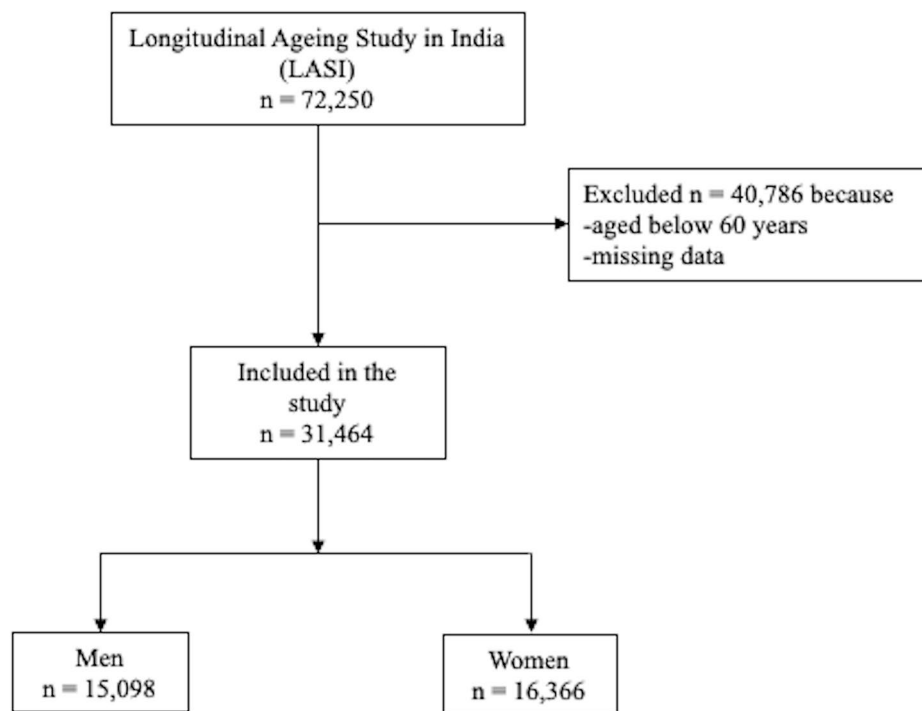 Longitudinal Ageing Study in India
(LASI)
n = 72,250
Excluded n = 40,786 because
-aged below 60 years
-missing data
Included in the
study
n = 31,464
Men
n = 15,098
Women
n = 16,366